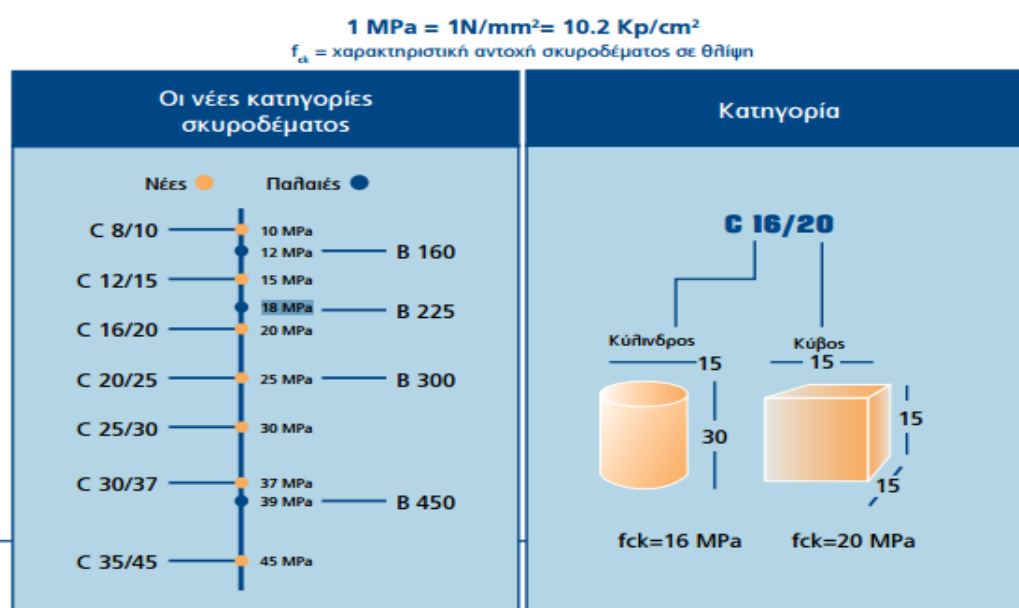 1 MPa = 1N/mm²= 10.2 Kp/cm²
f_ck = χαρακτηριστική αντοχή σκυροδέματος σε θλίψη
Οι νέες κατηγορίες
σκυροδέματος
Νέες Παλαιές
C 8/10 10 MPa
12 MPa B 160
C 12/15 15 MPa
18 MPa B 225
C 16/20 20 MPa
C 20/25 25 MPa B 300
C 25/30 30 MPa
C 30/37 37 MPa
39 MPa B 450
C 35/45 45 MPa
Κατηγορία
C 16/20
Κύλινδρος Κύβος
15 15
30 15
15
fck=16 MPa fck=20 MPa